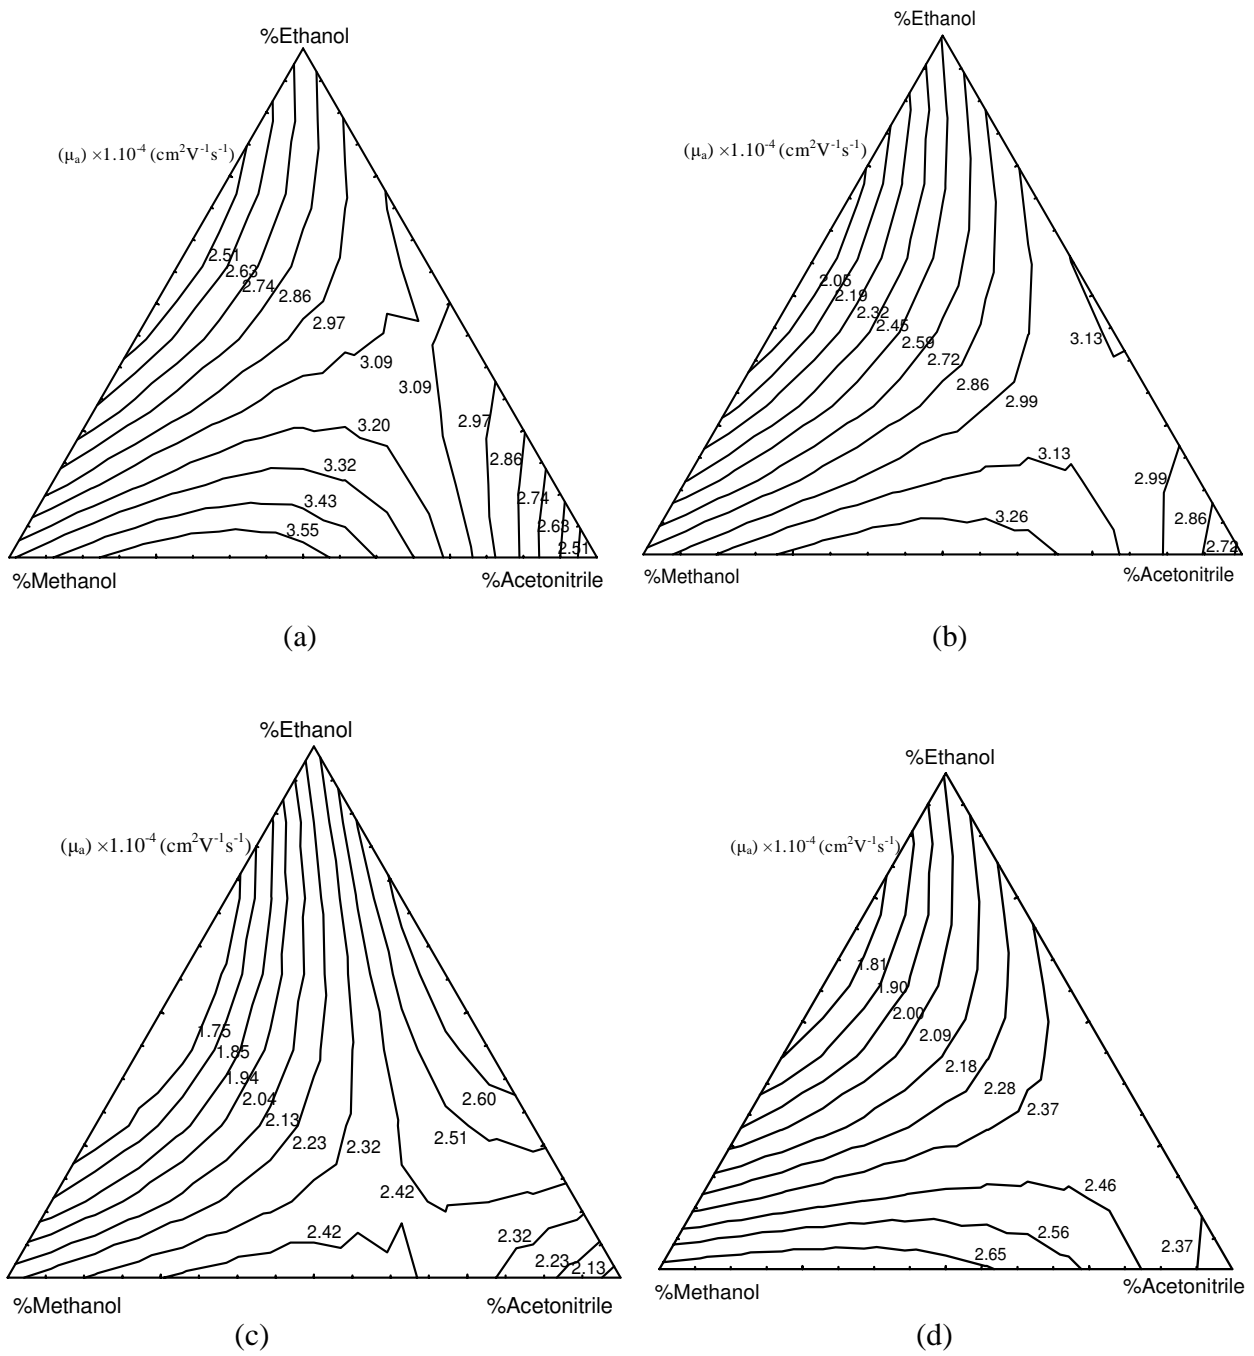 %Ethanol
(μa) ×1.10-4 (cm2V-1s-1)
2.51
2.63
2.74
2.86
2.97
3.09
3.09
2.97
3.20
2.86
3.32
2.74
3.43
2.63
3.55
2.51
%Methanol
%Acetonitrile
(a)
%Ethanol
(μa) ×1.10-4 (cm2V-1s-1)
2.05
2.19
2.32
2.45
2.59
2.72
2.86
2.99
3.13
3.13
2.99
3.26
2.86
2.72
%Methanol
%Acetonitrile
(b)
%Ethanol
(μa) ×1.10-4 (cm2V-1s-1)
1.75
1.85
1.94
2.04
2.13
2.23
2.32
2.60
2.51
2.42
2.42
2.32
2.23
2.13
%Methanol
%Acetonitrile
(c)
%Ethanol
(μa) ×1.10-4 (cm2V-1s-1)
1.81
1.90
2.00
2.09
2.18
2.28
2.37
2.46
2.56
2.37
2.65
%Methanol
%Acetonitrile
(d)